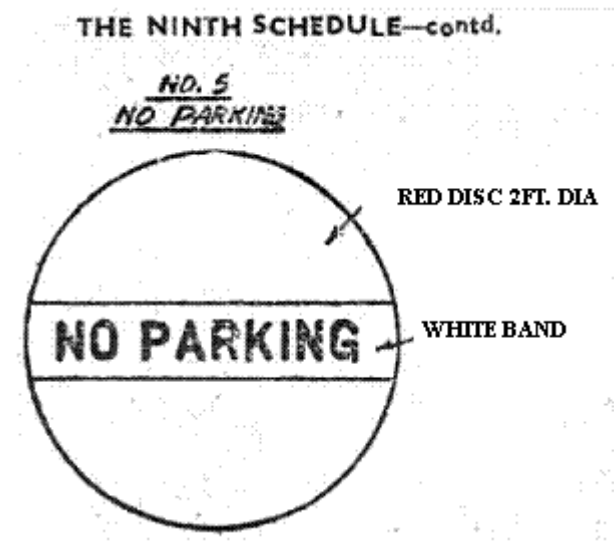 THE NINTH SCHEDULE—contd.
NO. 5
NO PARKING
RED DISC 2FT. DIA
NO PARKING
WHITE BAND